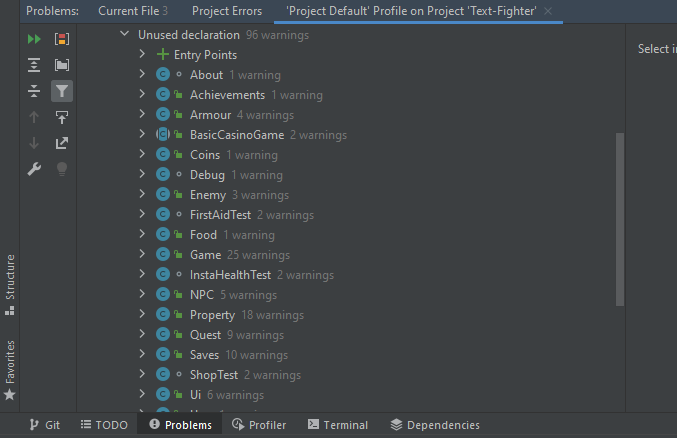 Problems: Current File 3 Project Errors 'Project Default' Profile on Project 'Text-Fighter'
Unused declaration 96 warnings
Select i
Entry Points
About 1 warning
Achievements 1 warning
Armour 4 warnings
BasicCasinoGame 2 warnings
Coins 1 warning
Debug 1 warning
Enemy 3 warnings
FirstAidTest 2 warnings
Food 1 warning
Game 25 warnings
InstaHealthTest 2 warnings
NPC 5 warnings
Property 18 warnings
Quest 9 warnings
Saves 10 warnings
ShopTest 2 warnings
Ui 6 warnings
Structure
Favorites
Git TODO Problems Profiler Terminal Dependencies